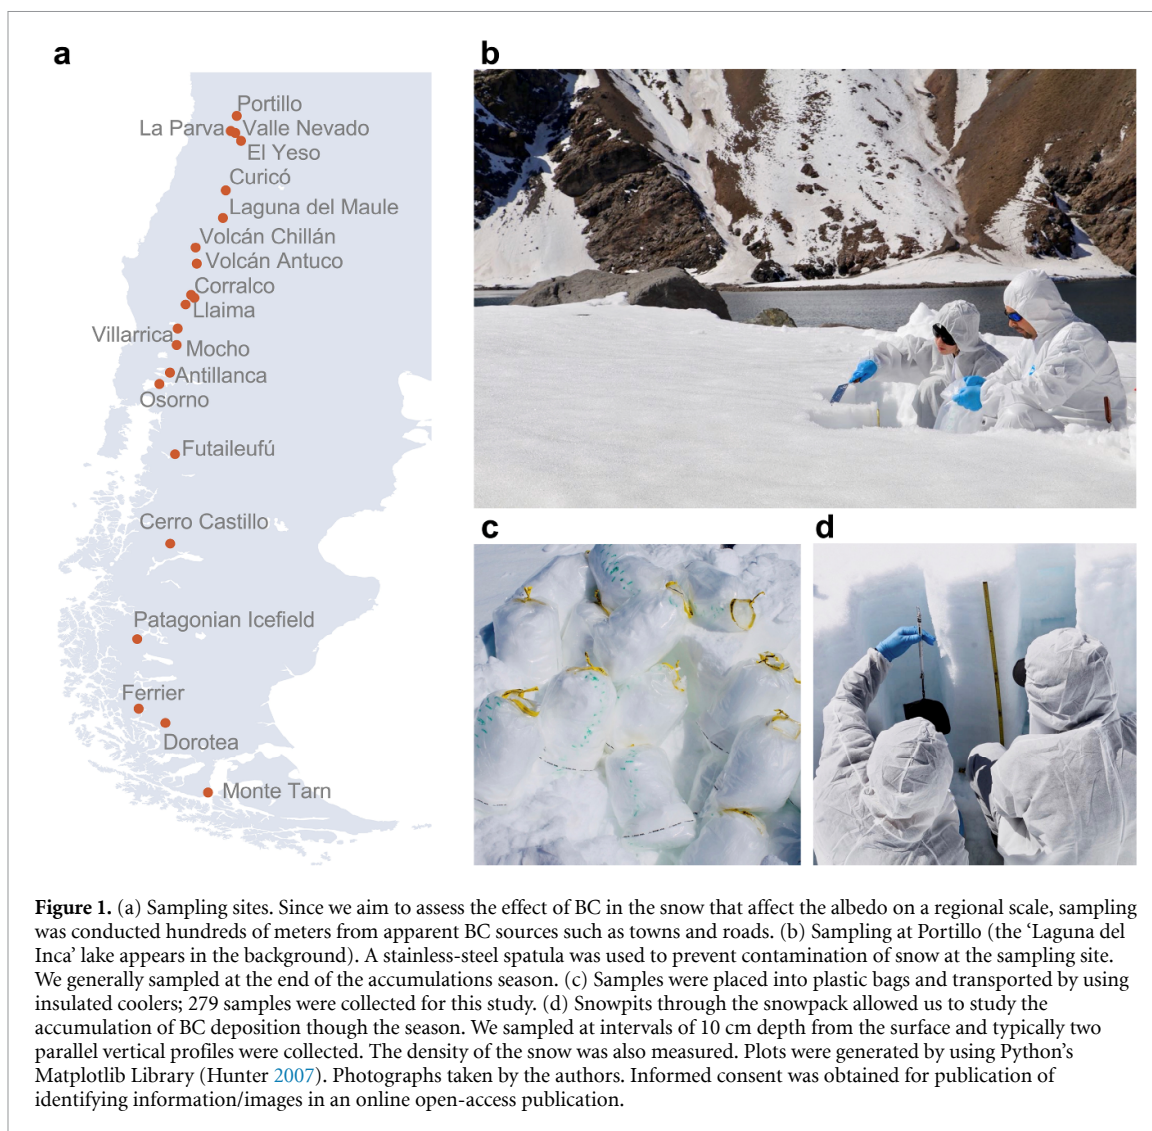 a
Portillo
La Parva
Valle Nevado
El Yeso
Curicó
Laguna del Maule
Volcán Chillán
Volcán Antuco
Corralco
Llaima
Villarrica
Mocho
Antillanca
Osorno
Futaileufú
Cerro Castillo
Patagonian Icefield
Ferrier
Dorotea
Monte Tarn
b
c
d
Figure 1. (a) Sampling sites. Since we aim to assess the effect of BC in the snow that affect the albedo on a regional scale, sampling
was conducted hundreds of meters from apparent BC sources such as towns and roads. (b) Sampling at Portillo (the ‘Laguna del
Inca’ lake appears in the background). A stainless-steel spatula was used to prevent contamination of snow at the sampling site.
We generally sampled at the end of the accumulations season. (c) Samples were placed into plastic bags and transported by using
insulated coolers; 279 samples were collected for this study. (d) Snowpits through the snowpack allowed us to study the
accumulation of BC deposition though the season. We sampled at intervals of 10 cm depth from the surface and typically two
parallel vertical profiles were collected. The density of the snow was also measured. Plots were generated by using Python’s
Matplotlib Library (Hunter 2007). Photographs taken by the authors. Informed consent was obtained for publication of
identifying information/images in an online open-access publication.